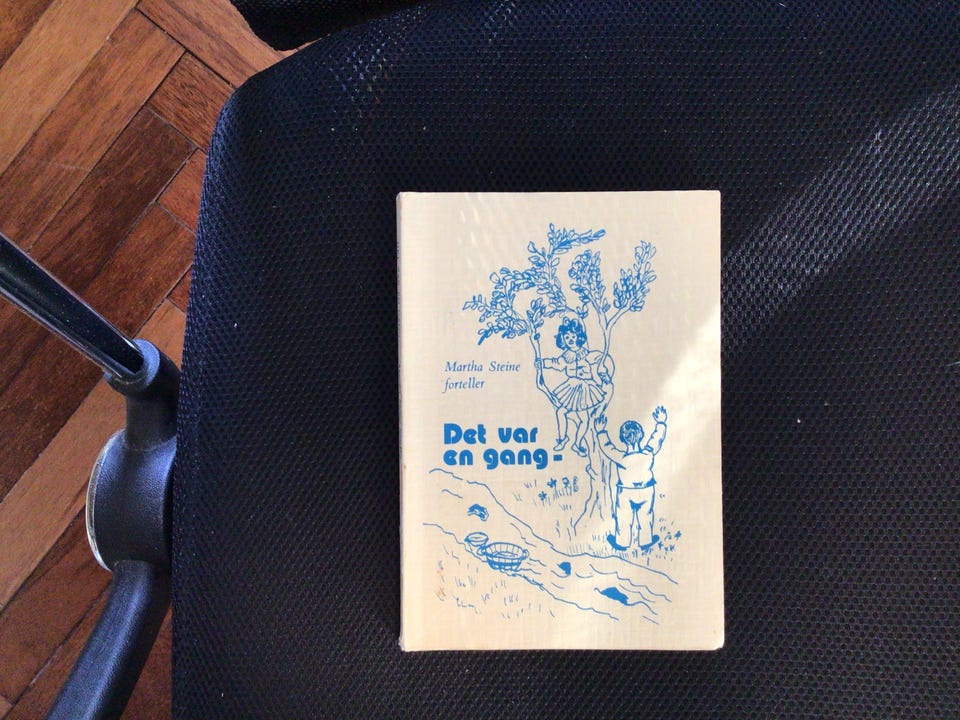 Martha Steine
forteller
Det var
en gang-